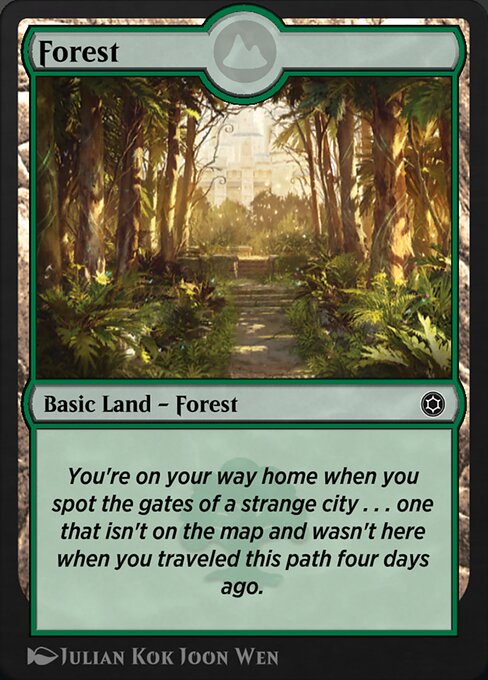 Forest
Basic Land – Forest
You're on your way home when you
spot the gates of a strange city . . . one
that isn't on the map and wasn't here
when you traveled this path four days
ago.
Julian Kok Joon Wen